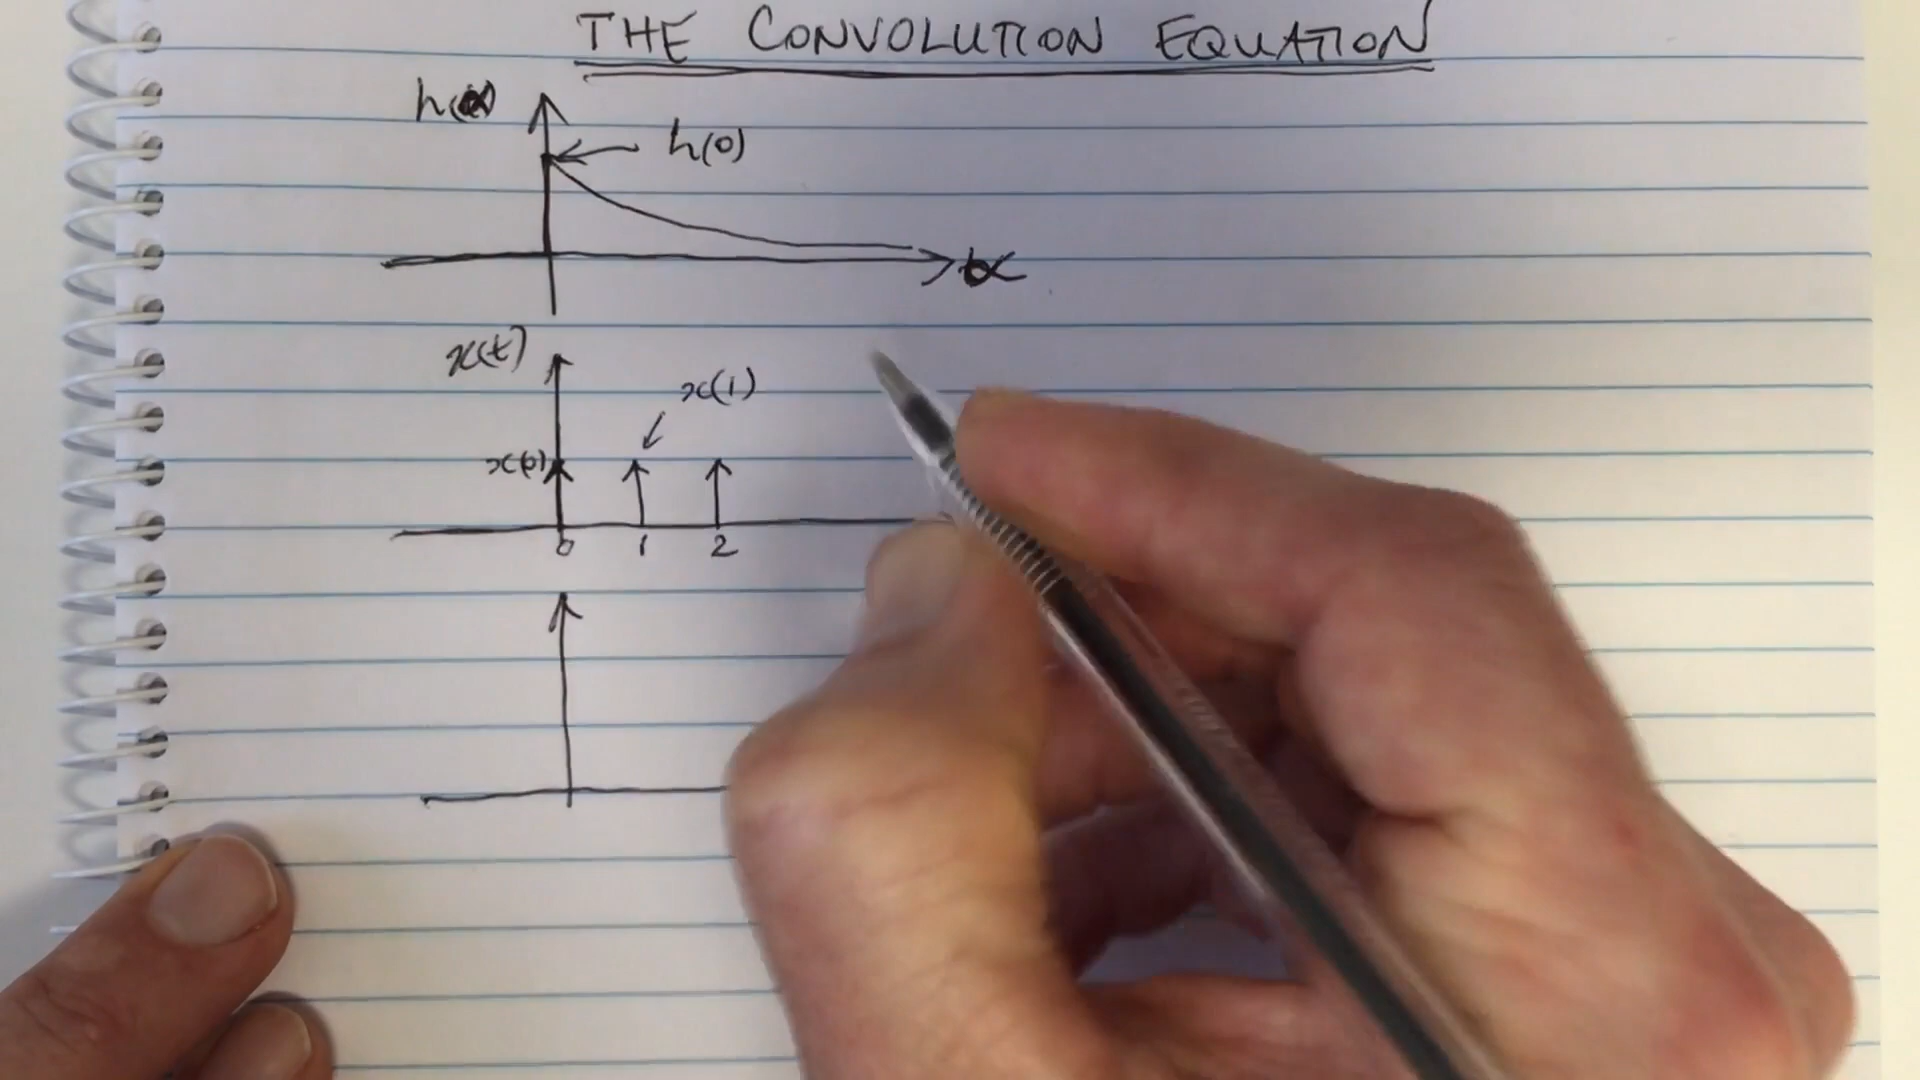 THE CONVOLUTION EQUATION
h(α)
h(0)
α
x(t)
x(1)
x(0)
0 1 2